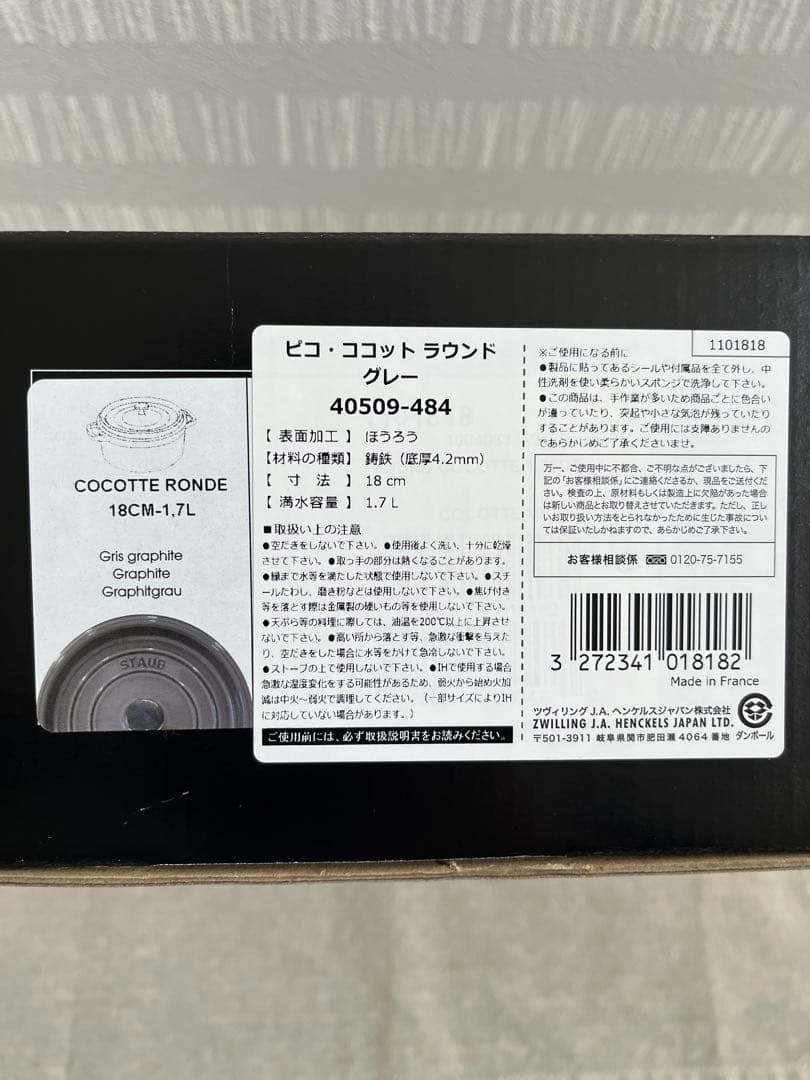 COCOTTE RONDE
18CM-1,7L
Gris graphite
Graphite
Graphitgrau
STAUB
ピコ・ココット ラウンド
グレー
40509-484
【 表面加工 】 ほうろう
【材料の種類】 鋳鉄（底厚4.2mm）
【 寸 法 】 18 cm
【 満水容量 】 1.7 L
■取扱い上の注意
●空だきをしないで下さい。●使用後よく洗い、十分に乾燥
させて下さい。●取っ手の部分は熱くなることがあります。
●縁まで水等を満たした状態で使用しないで下さい。●スチ
ールたわし、磨き粉などは使用しないで下さい。●焦げ付き
等を落とす際は金属製の硬いもの等を使用しないで下さい。
●天ぷら等の料理に際しては、油温を200℃以上に上昇させ
ないで下さい。●高い所から落とす等、急激な衝撃を与えた
り、空だきをした場合に水等をかけて急冷しないで下さい。
●ストーブの上で使用しないで下さい。●IHで使用する場合
急激な温度変化をする可能性があるため、弱火から始め火加
減は中火〜弱火で調理してください。（一部サイズによりIH
に対応していない場合があります。）
ご使用前には、必ず取扱説明書をお読みください。
1101818
※ご使用になる前に
●製品に貼ってあるシールや付属品を全て外し、中
性洗剤を使い柔らかいスポンジで洗浄して下さい。
●この商品は、手作業が多いため商品ごとに色合い
が違っていたり、突起や小さな気泡が残っていたり
することがあります。ご使用には支障ありませんの
であらかじめご了承くださいませ。
万一、ご使用中に不都合、ご不明な点がございましたら、下
記の「お客様相談係」にご連絡くださるか、現品をご送付くださ
い。検査の上、原材料もしくは製造上に欠陥があった場合
は新しい商品とお取り替えさせていただきます。ただし、正し
いお取り扱い方法をとられなかったために生じた事故につい
ては保証いたしかねますので、あらかじめご了承下さい。
お客様相談係 0120-75-7155
3 272341 018182
Made in France
ツヴィリング J.A. ヘンケルスジャパン株式会社
ZWILLING J.A. HENCKELS JAPAN LTD.
〒501-3911 岐阜県関市肥田瀬 4064 番地
ダンボール